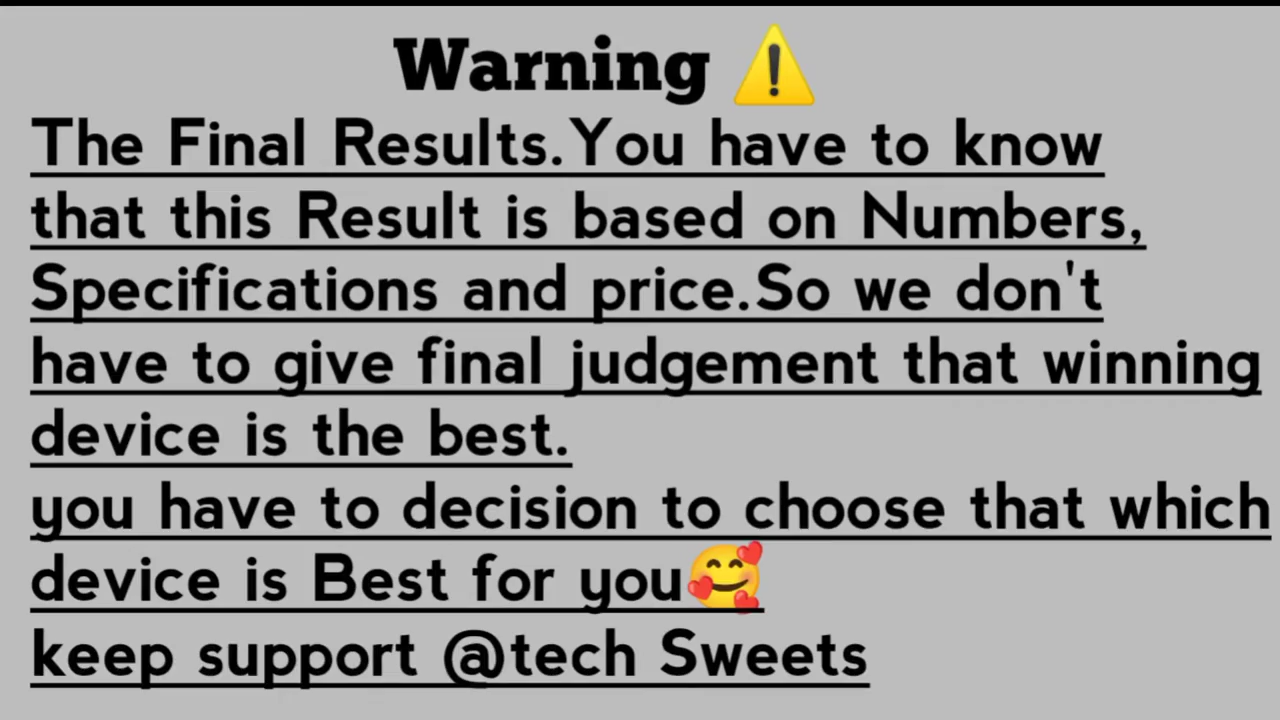 Warning ⚠️
The Final Results.You have to know
that this Result is based on Numbers,
Specifications and price.So we don't
have to give final judgement that winning
device is the best.
you have to decision to choose that which
device is Best for you🥰
keep support @tech Sweets